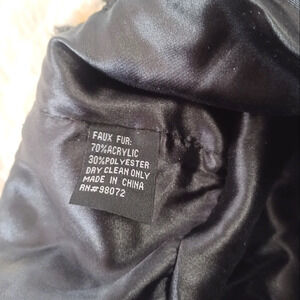 FAUX FUR:
70%ACRYLIC
30%POLYESTER
DRY CLEAN ONLY
MADE IN CHINA
RN#98072